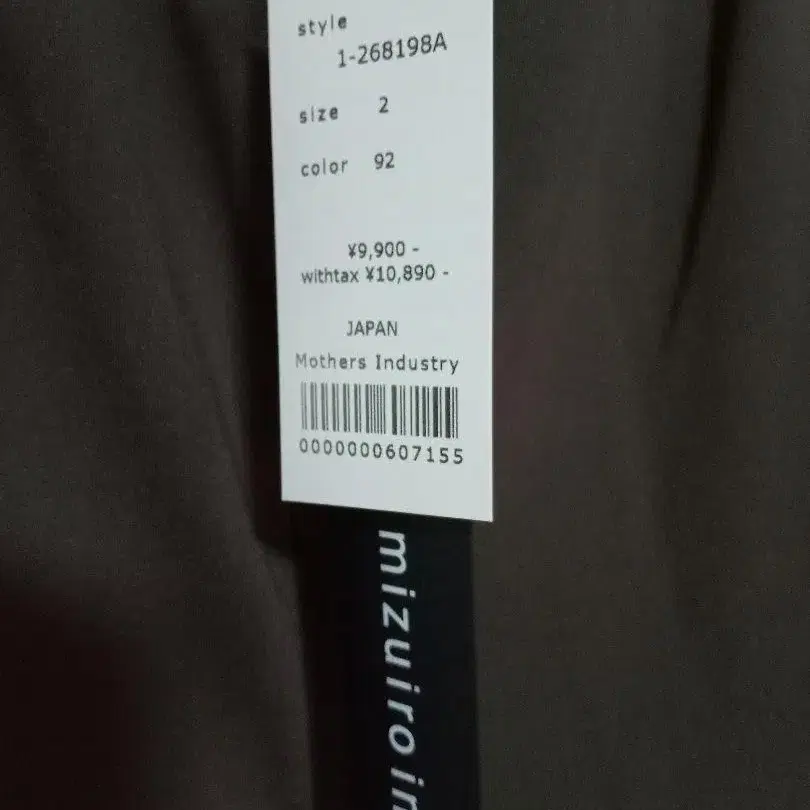 style
1-268198A
size 2
color 92
¥9,900 -
withtax ¥10,890 -
JAPAN
Mothers Industry
0000000607155
mizuiro in